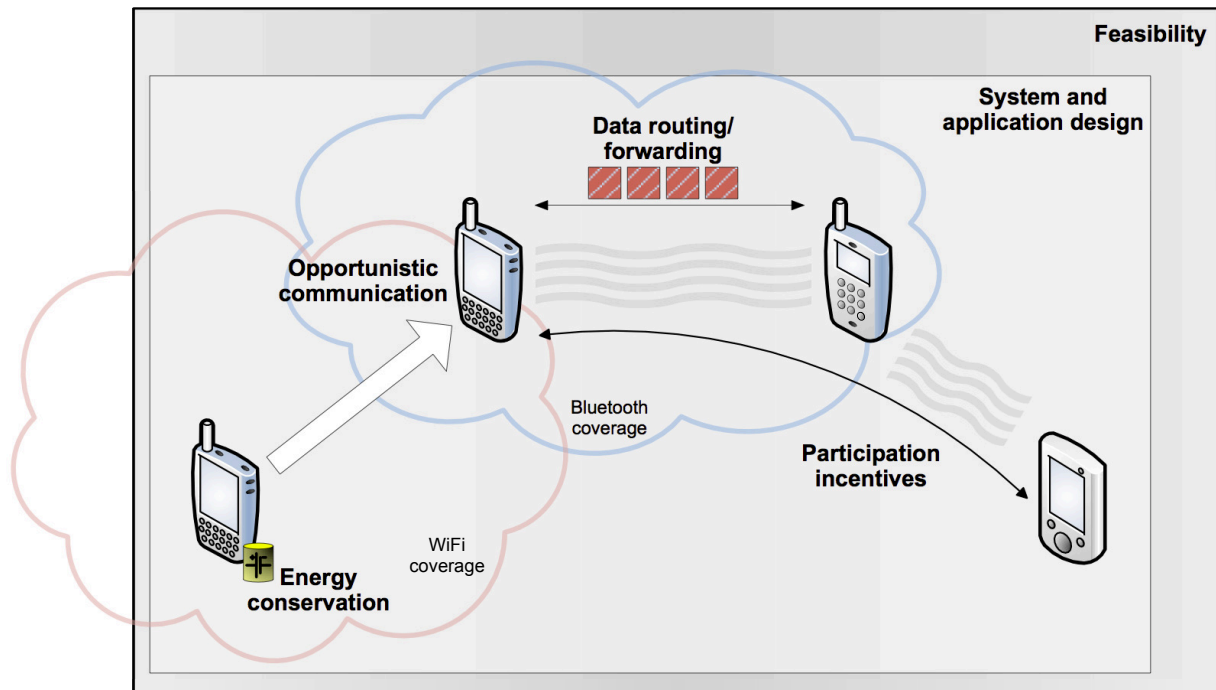 Feasibility
System and
application design
Data routing/
forwarding
Opportunistic
communication
Bluetooth
coverage
Participation
incentives
WiFi
coverage
Energy
conservation